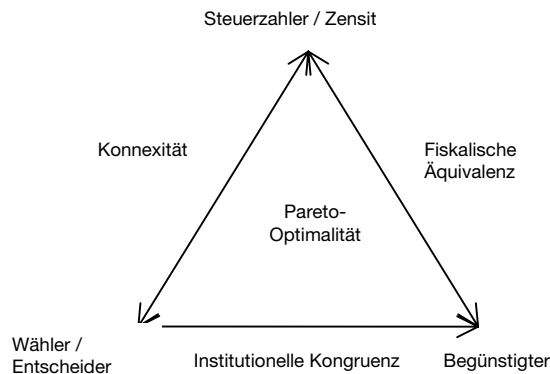 Steuerzahler / Zensit
Konnexität
Fiskalische
Äquivalenz
Pareto-
Optimalität
Wähler /
Entscheider
Institutionelle Kongruenz
Begünstigter